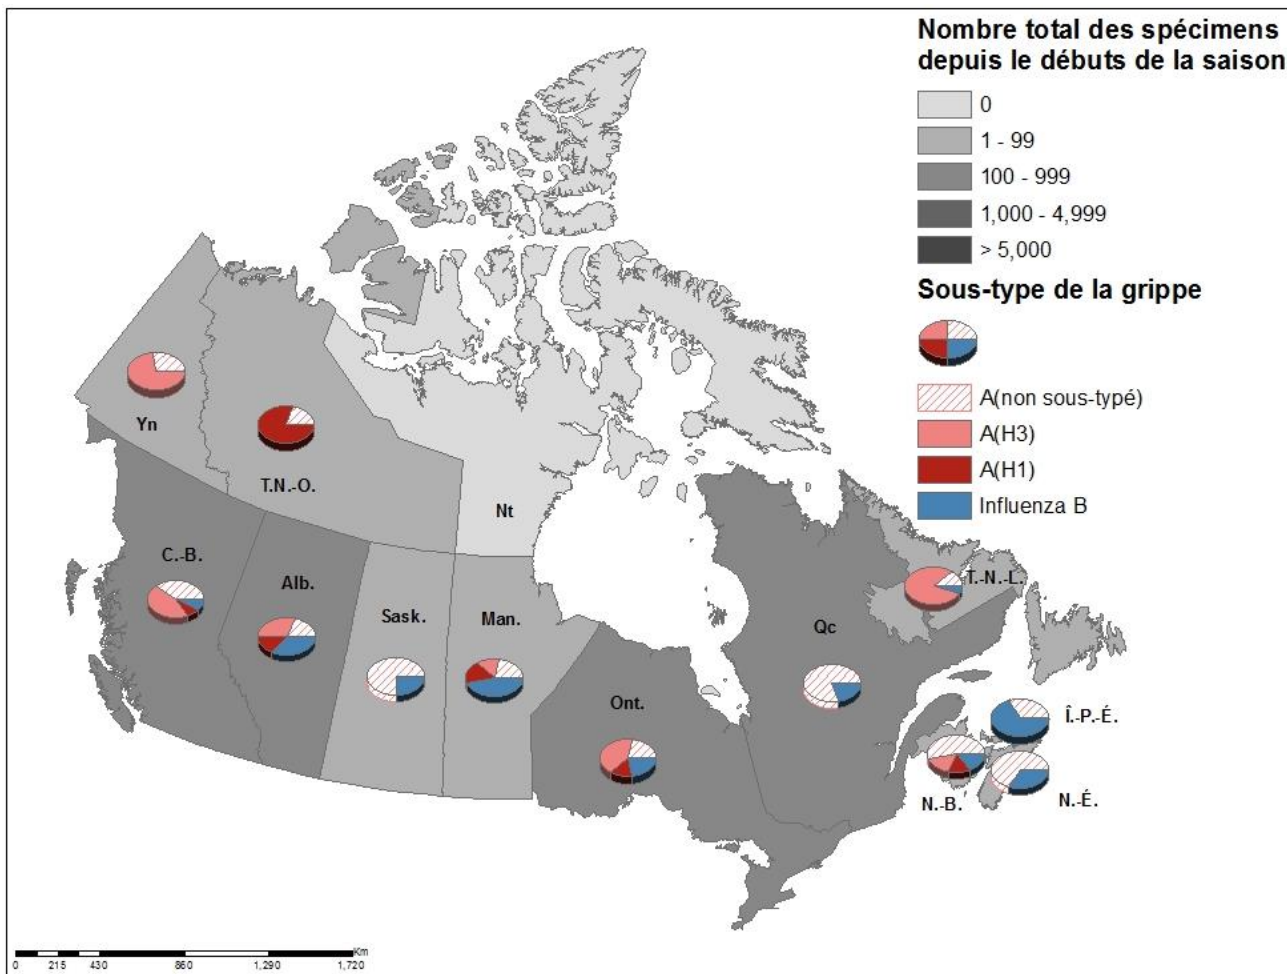 Nombre total des spécimens
depuis le débuts de la saison
0
1 - 99
100 - 999
1,000 - 4,999
> 5,000
Sous-type de la grippe
A(non sous-typé)
A(H3)
A(H1)
Influenza B
Yn
T.N.-O.
Nt
C.-B.
Alb.
Sask.
Man.
Ont.
Qc
T.-N.-L.
Î.-P.-É.
N.-B.
N.-É.
Km
0 215 430 860 1,290 1,720